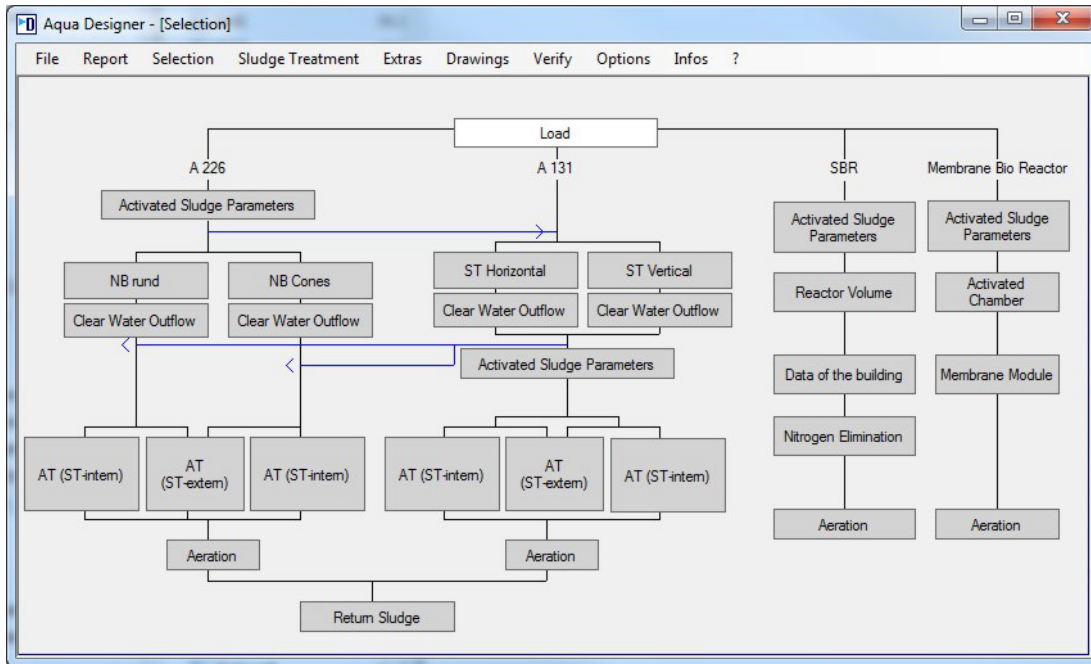 Aqua Designer - [Selection]
File Report Selection Sludge Treatment Extras Drawings Verify Options Infos ?
Load
A 226
A 131
SBR
Membrane Bio Reactor
Activated Sludge Parameters
Activated Sludge
Parameters
Activated Sludge
Parameters
NB rund
NB Cones
ST Horizontal
ST Vertical
Reactor Volume
Activated
Chamber
Clear Water Outflow
Clear Water Outflow
Clear Water Outflow
Clear Water Outflow
Activated Sludge Parameters
Data of the building
Membrane Module
Nitrogen Elimination
AT (ST-intern)
AT
(ST-extern)
AT (ST-intern)
AT (ST-intern)
AT
(ST-extern)
AT (ST-intern)
Aeration
Aeration
Aeration
Aeration
Return Sludge